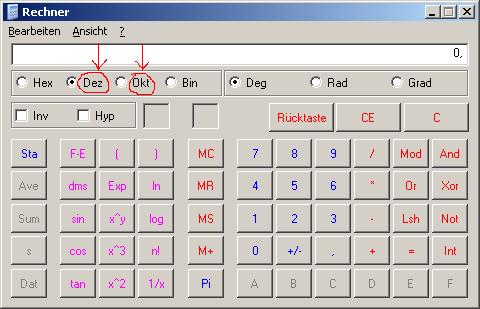 Rechner
Bearbeiten Ansicht ?
0,
Hex Dez Okt Bin Deg Rad Grad
Inv Hyp Rücktaste CE C
Sta F-E ( ) MC 7 8 9 / Mod And
Ave dms Exp ln MR 4 5 6 * Or Xor
Sum sin x^y log MS 1 2 3 - Lsh Not
s cos x^3 n! M+ 0 +/- , + = Int
Dat tan x^2 1/x Pi A B C D E F